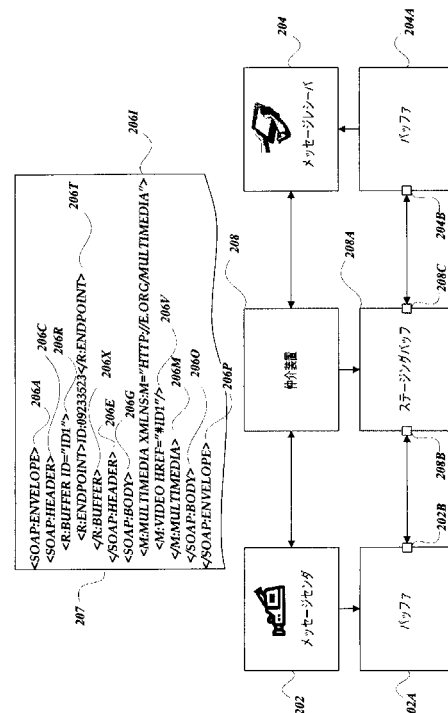 207
<SOAP:ENVELOPE>
206A
<SOAP:HEADER>
206C
<R:BUFFER ID="ID1">
206R
<R:ENDPOINT>ID:09233523</R:ENDPOINT>
206T
</R:BUFFER>
206X
</SOAP:HEADER>
206E
<SOAP:BODY>
206G
<M:MULTIMEDIA XMLNS:M="HTTP://E.ORG/MULTIMEDIA">
206I
<M:VIDEO HREF="#ID1"/>
206V
</M:MULTIMEDIA>
206M
</SOAP:BODY>
206O
</SOAP:ENVELOPE>
206P
202
メッセージセンダ
208
仲介装置
204
メッセージレシーバ
202A
バッファ
202B
208B
208A
ステージングバッフ
208C
204B
204A
バッファ